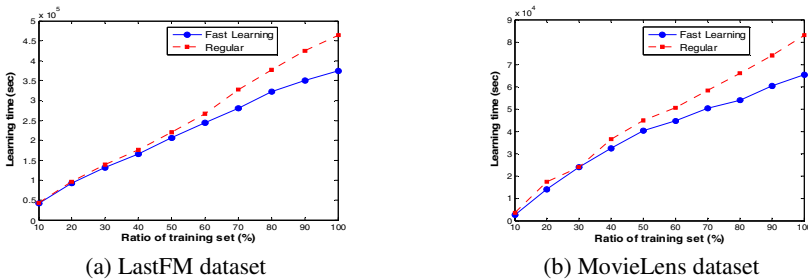 x 10^5
5
4.5
4
3.5
3
2.5
2
1.5
1
0.5
0
Learning time (sec)
Fast Learning
Regular
10 20 30 40 50 60 70 80 90 100
Ratio of training set (%)
(a) LastFM dataset
x 10^4
9
8
7
6
5
4
3
2
1
0
Learning time (sec)
Fast Learning
Regular
10 20 30 40 50 60 70 80 90 100
Ratio of training set (%)
(b) MovieLens dataset